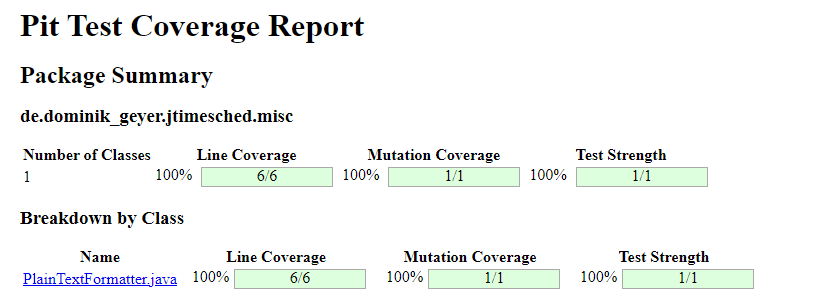 Pit Test Coverage Report
Package Summary
de.dominik_geyer.jtimesched.misc
Number of Classes Line Coverage Mutation Coverage Test Strength
1 100% 6/6 100% 1/1 100% 1/1
Breakdown by Class
Name Line Coverage Mutation Coverage Test Strength
PlainTextFormatter.java 100% 6/6 100% 1/1 100% 1/1